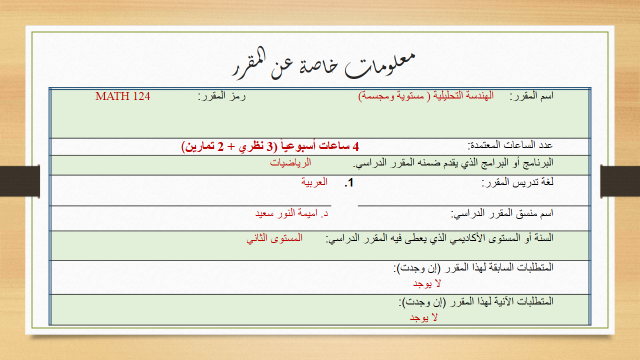 معلومات خاصة عن المقرر
اسم المقرر: الهندسة التحليلية ( مستوية ومجسمة) رمز المقرر: MATH 124
عدد الساعات المعتمدة: 4 ساعات أسبوعياً (3 نظري + 2 تمارين)
البرنامج أو البرامج الذي يقدم ضمنه المقرر الدراسي. الرياضيات
لغة تدريس المقرر: 1. العربية
اسم منسق المقرر الدراسي: د. اميمة النور سعيد
السنة أو المستوى الأكاديمي الذي يعطى فيه المقرر الدراسي: المستوى الثاني
المتطلبات السابقة لهذا المقرر (إن وجدت):
لا يوجد
المتطلبات الآنية لهذا المقرر (إن وجدت):
لا يوجد